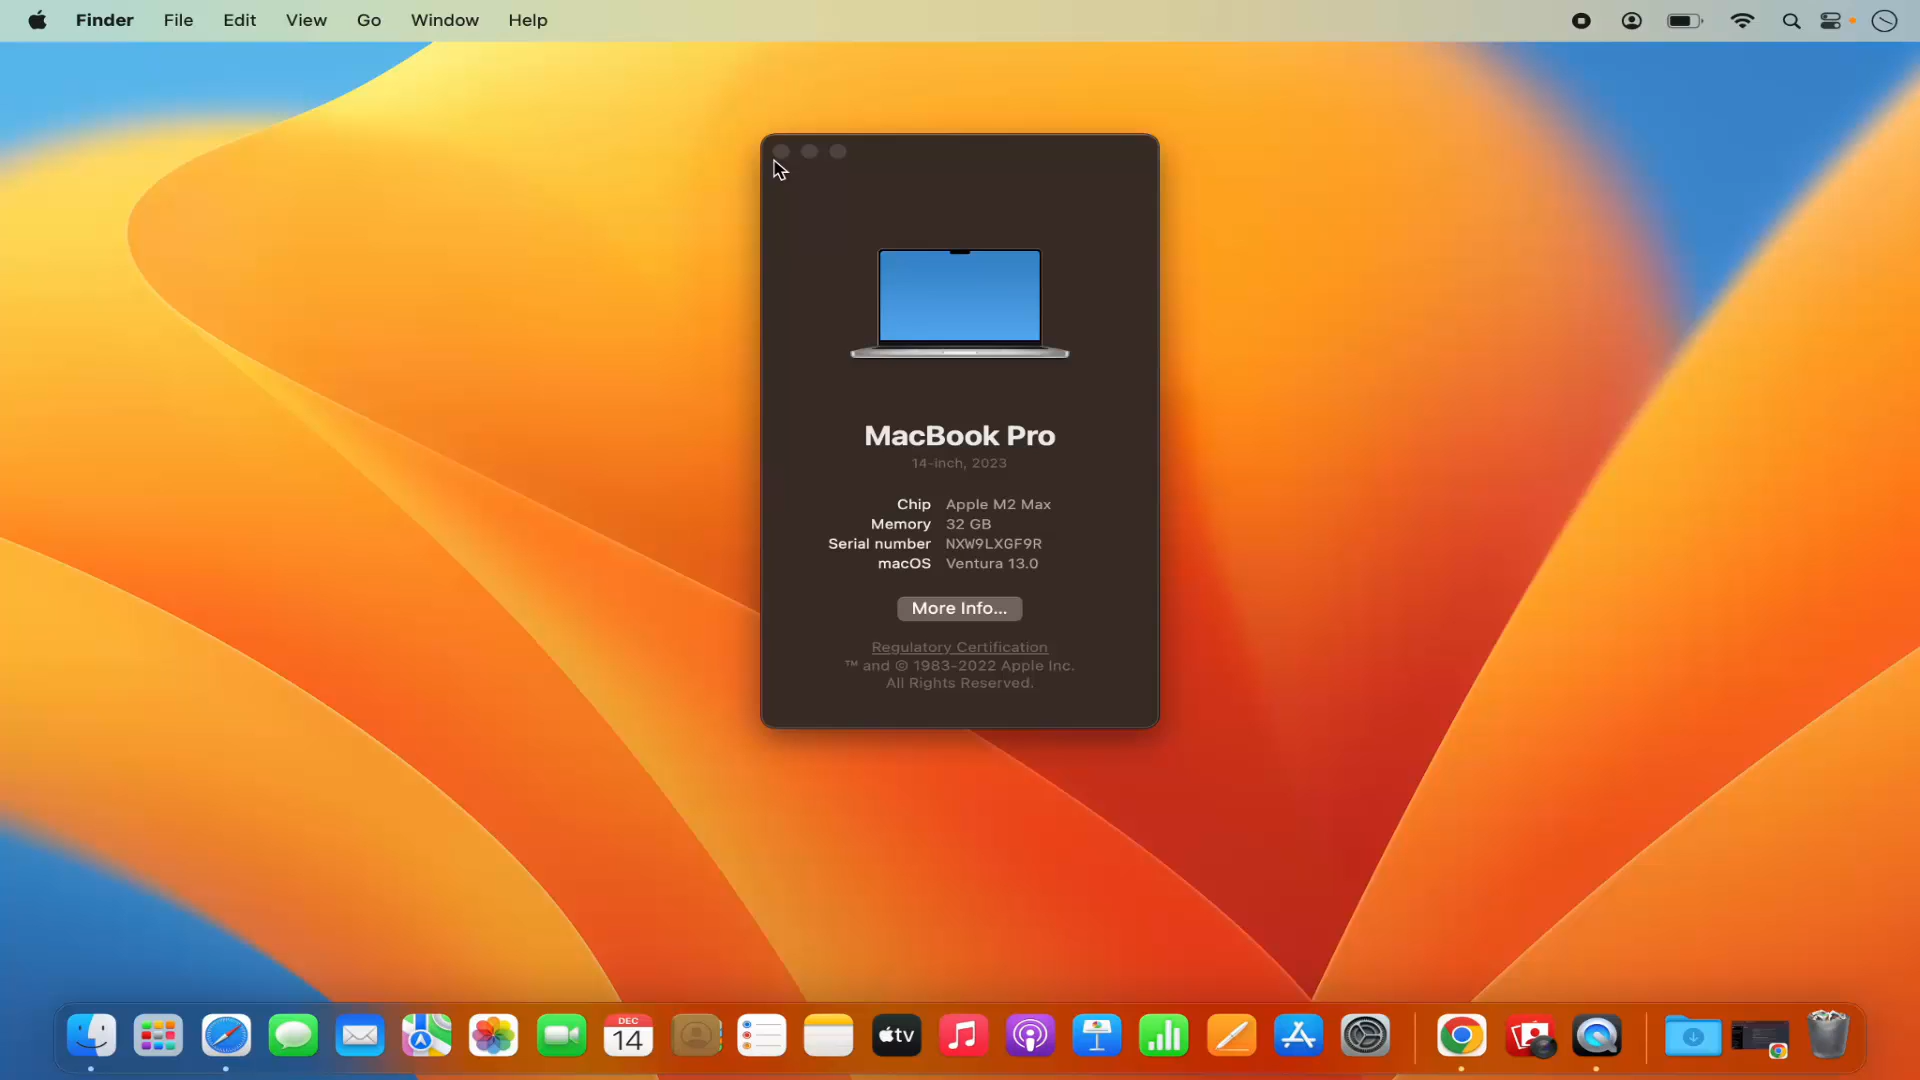 Finder File Edit View Go Window Help
MacBook Pro
14-inch, 2023
Chip Apple M2 Max
Memory 32 GB
Serial number NXW9LXGF9R
macOS Ventura 13.0
More Info...
Regulatory Certification
™ and © 1983-2022 Apple Inc.
All Rights Reserved.
DEC
14
tv